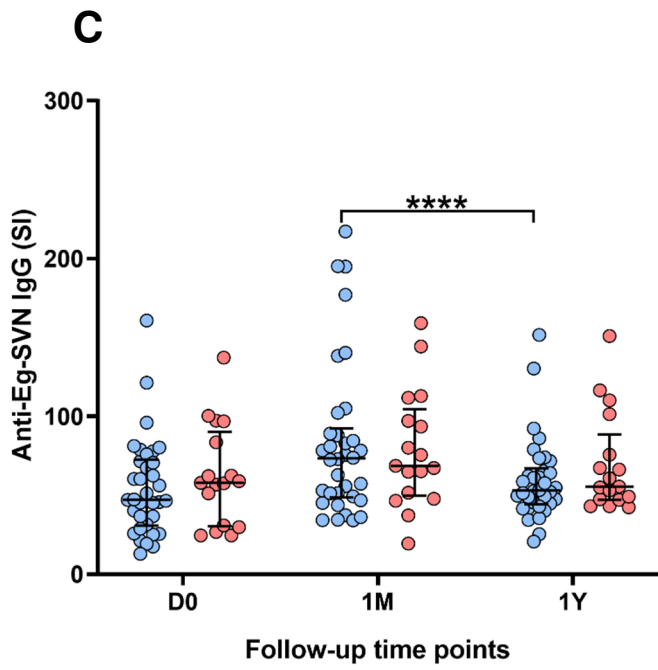 C
300
200
100
0
Anti-Eg-SVN IgG (SI)
****
D0 1M 1Y
Follow-up time points